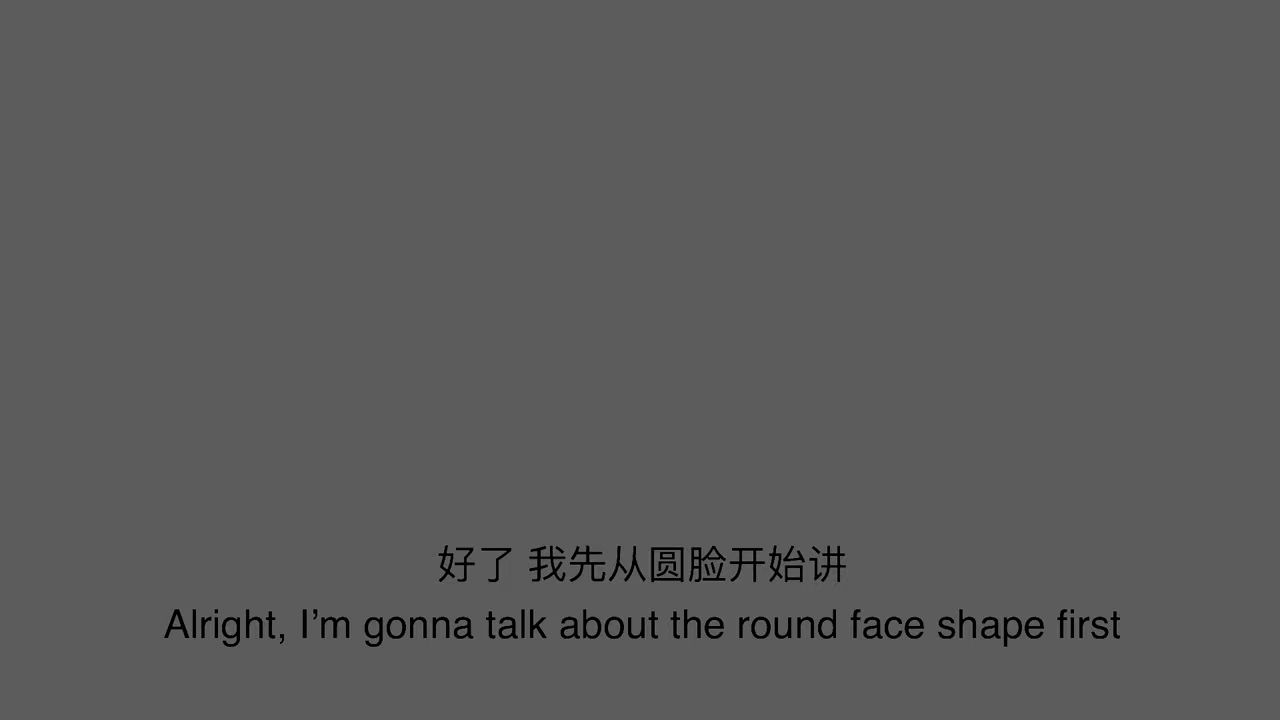 好了 我先从圆脸开始讲
Alright, I’m gonna talk about the round face shape first